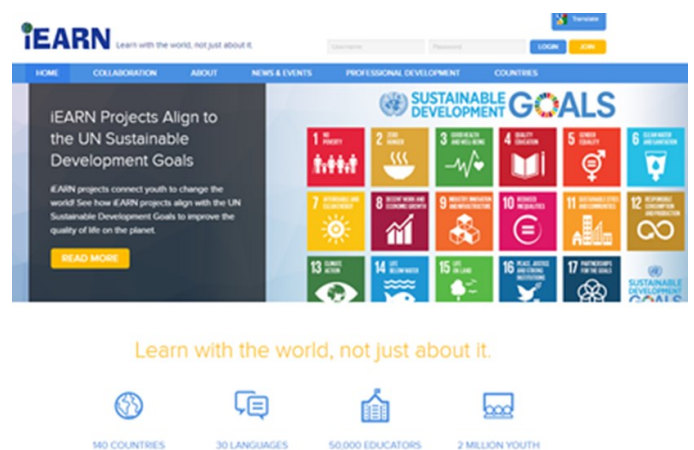 Translate
iEARN Learn with the world, not just about it.
Username Password LOGIN JOIN
HOME COLLABORATION ABOUT NEWS & EVENTS PROFESSIONAL DEVELOPMENT COUNTRIES
SUSTAINABLE DEVELOPMENT GOALS
iEARN Projects Align to
the UN Sustainable
Development Goals
iEARN projects connect youth to change the
world! See how iEARN projects align with the UN
Sustainable Development Goals to improve the
quality of life on the planet.
READ MORE
1 NO POVERTY
2 ZERO HUNGER
3 GOOD HEALTH AND WELL-BEING
4 QUALITY EDUCATION
5 GENDER EQUALITY
6 CLEAN WATER AND SANITATION
7 AFFORDABLE AND CLEAN ENERGY
8 DECENT WORK AND ECONOMIC GROWTH
9 INDUSTRY, INNOVATION AND INFRASTRUCTURE
10 REDUCED INEQUALITIES
11 SUSTAINABLE CITIES AND COMMUNITIES
12 RESPONSIBLE CONSUMPTION AND PRODUCTION
13 CLIMATE ACTION
14 LIFE BELOW WATER
15 LIFE ON LAND
16 PEACE, JUSTICE AND STRONG INSTITUTIONS
17 PARTNERSHIPS FOR THE GOALS
SUSTAINABLE
DEVELOPMENT
GOALS
Learn with the world, not just about it.
140 COUNTRIES 30 LANGUAGES 50,000 EDUCATORS 2 MILLION YOUTH